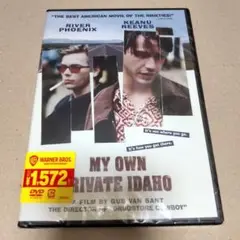 "THE BEST AMERICAN MOVIE OF THE NINETIES!"
RIVER PHOENIX
KEANU REEVES
It's not where you go.
It's how you get there.
WARNER BROS.
1,572
DVD
MY OWN
PRIVATE IDAHO
A FILM BY GUS VAN SANT
THE DIRECTOR OF "DRUGSTORE COWBOY"